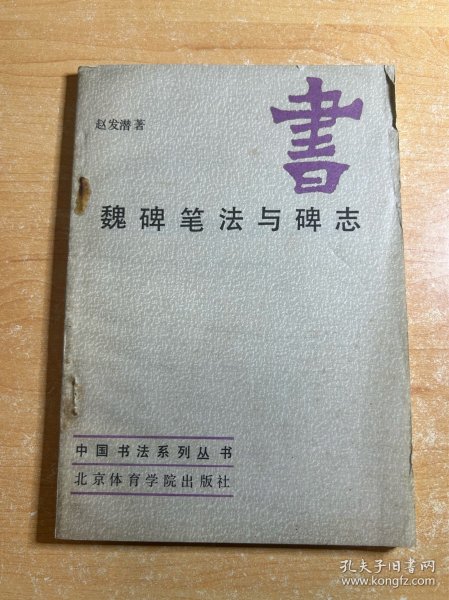 書
赵发潜著
魏碑笔法与碑志
中国书法系列丛书
北京体育学院出版社
孔夫子旧书网
www.kongfz.com